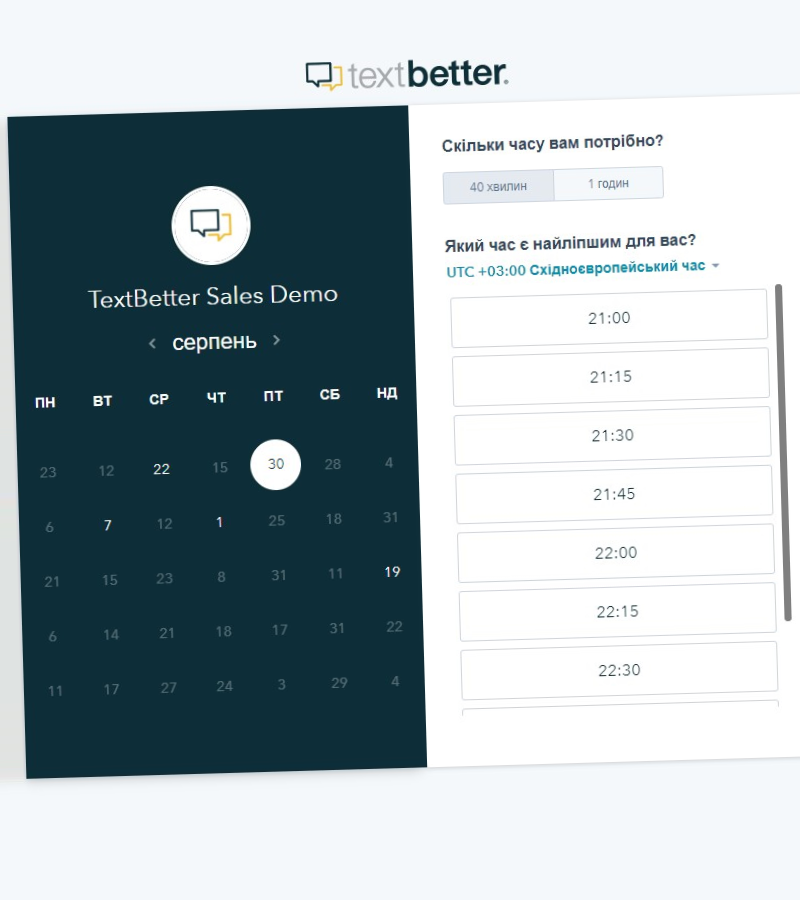 textbetter.
TextBetter Sales Demo
серпень
ПН ВТ СР ЧТ ПТ СБ НД
23 12 22 15 30 28 4
6 7 12 1 25 18 31
21 15 23 8 31 11 19
6 14 21 18 17 31 22
11 17 27 24 3 29 4
Скільки часу вам потрібно?
40 хвилин 1 годин
Який час є найліпшим для вас?
UTC +03:00 Східноєвропейський час
21:00
21:15
21:30
21:45
22:00
22:15
22:30